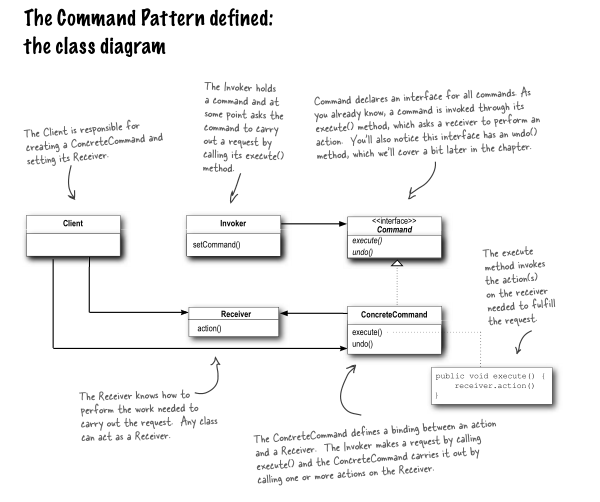 The Command Pattern defined:
the class diagram
The Client is responsible for
creating a ConcreteCommand and
setting its Receiver.
The Invoker holds
a command and at
some point asks the
command to carry
out a request by
calling its execute()
method.
Command declares an interface for all commands. As
you already know, a command is invoked through its
execute() method, which asks a receiver to perform an
action. You'll also notice this interface has an undo()
method, which we'll cover a bit later in the chapter.
Client
Invoker
setCommand()
<<interface>>
Command
execute()
undo()
The execute
method invokes
the action(s)
on the receiver
needed to fulfill
the request.
Receiver
action()
ConcreteCommand
execute()
undo()
public void execute() {
receiver.action()
}
The Receiver knows how to
perform the work needed to
carry out the request. Any class
can act as a Receiver.
The ConcreteCommand defines a binding between an action
and a Receiver. The Invoker makes a request by calling
execute() and the ConcreteCommand carries it out by
calling one or more actions on the Receiver.